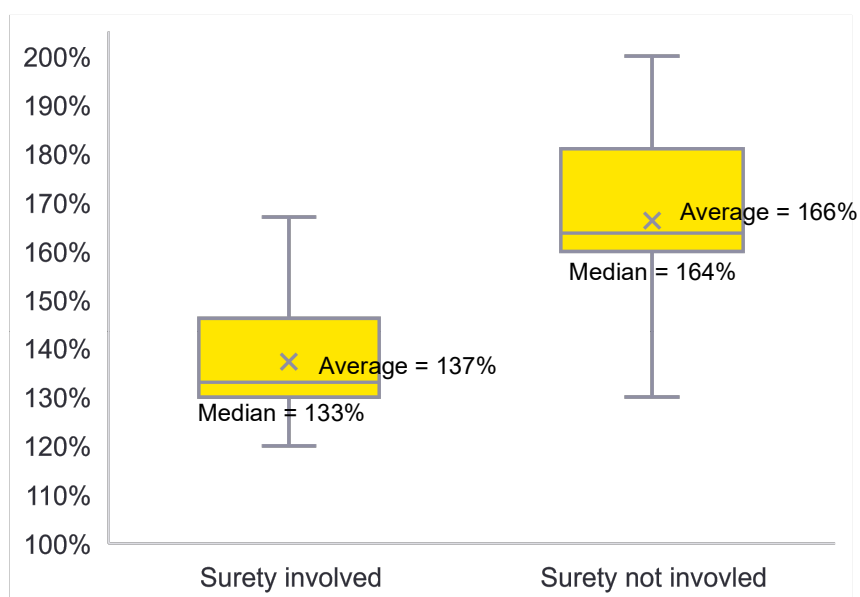 200%
190%
180%
170%
160%
150%
140%
130%
120%
110%
100%
Average = 166%
Median = 164%
Average = 137%
Median = 133%
Surety involved
Surety not invovled